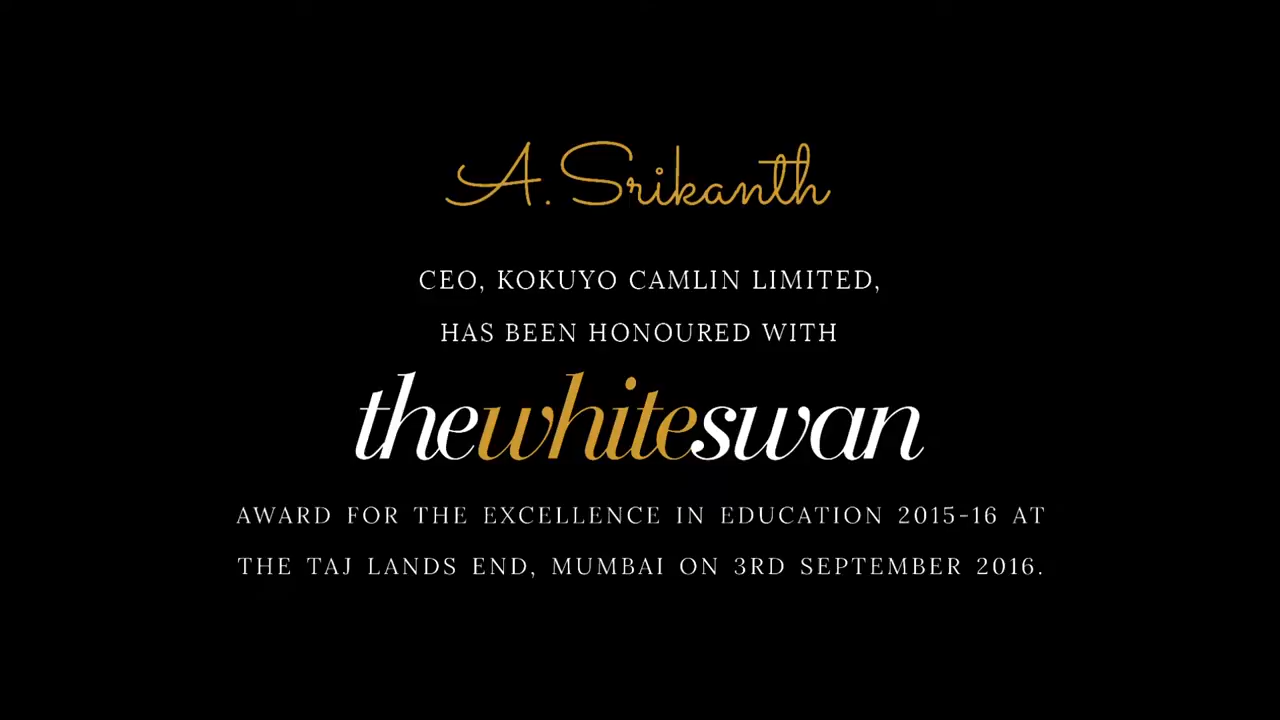 A. Srikanth
CEO, KOKUYO CAMLIN LIMITED,
HAS BEEN HONOURED WITH
thewhiteswan
AWARD FOR THE EXCELLENCE IN EDUCATION 2015-16 AT
THE TAJ LANDS END, MUMBAI ON 3RD SEPTEMBER 2016.